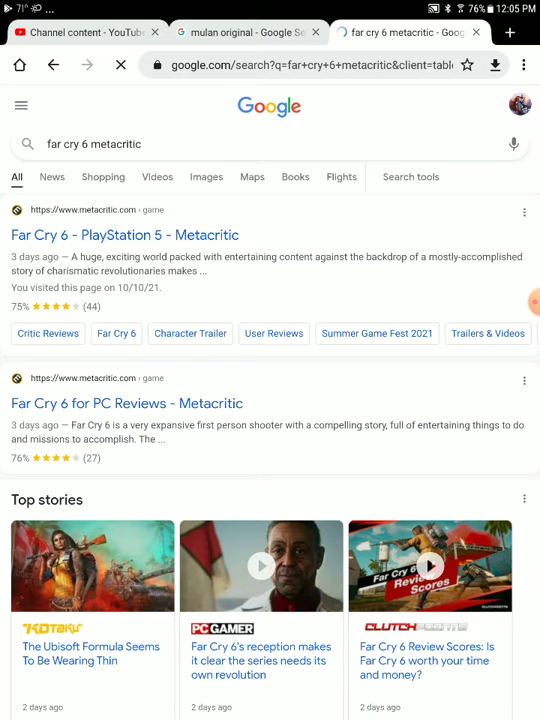 71° ...
76% 12:05 PM
Channel content - YouTube
mulan original - Google Se
far cry 6 metacritic - Goog
google.com/search?q=far+cry+6+metacritic&client=table
Google
far cry 6 metacritic
All News Shopping Videos Images Maps Books Flights Search tools
https://www.metacritic.com › game
Far Cry 6 - PlayStation 5 - Metacritic
3 days ago — A huge, exciting world packed with entertaining content against the backdrop of a mostly-accomplished
story of charismatic revolutionaries makes ...
You visited this page on 10/10/21.
75% (44)
Critic Reviews Far Cry 6 Character Trailer User Reviews Summer Game Fest 2021 Trailers & Videos
https://www.metacritic.com › game
Far Cry 6 for PC Reviews - Metacritic
3 days ago — Far Cry 6 is a very expansive first person shooter with a compelling story, full of entertaining things to do
and missions to accomplish. The ...
76% (27)
Top stories
Far Cry 6
Review
Scores
KOTAKU
The Ubisoft Formula Seems
To Be Wearing Thin
2 days ago
PC GAMER
Far Cry 6's reception makes
it clear the series needs its
own revolution
2 days ago
CLUTCHPOINTS
Far Cry 6 Review Scores: Is
Far Cry 6 worth your time
and money?
2 days ago